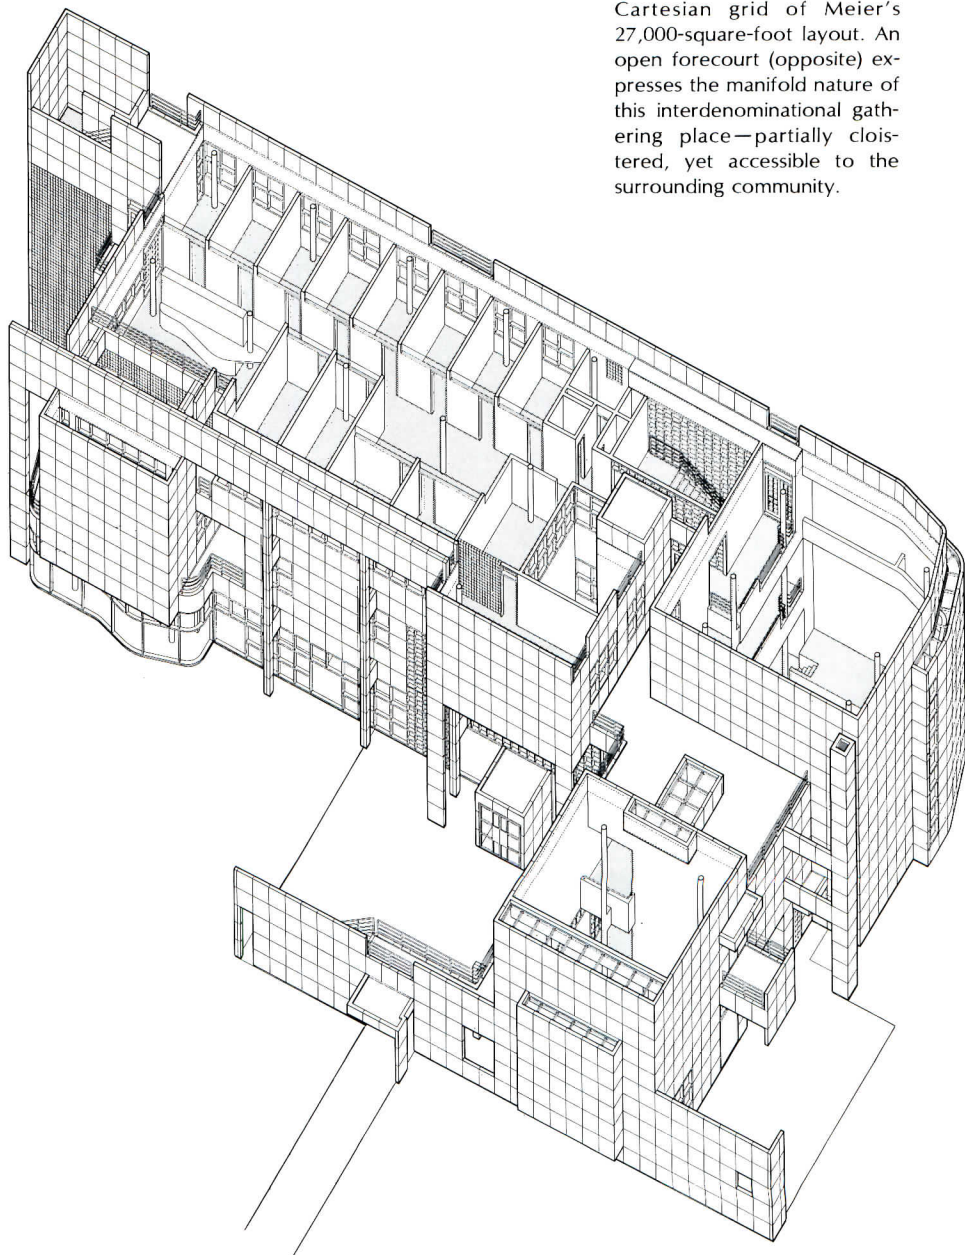 Cartesian grid of Meier's
27,000-square-foot layout. An
open forecourt (opposite) ex-
presses the manifold nature of
this interdenominational gath-
ering place—partially clois-
tered, yet accessible to the
surrounding community.